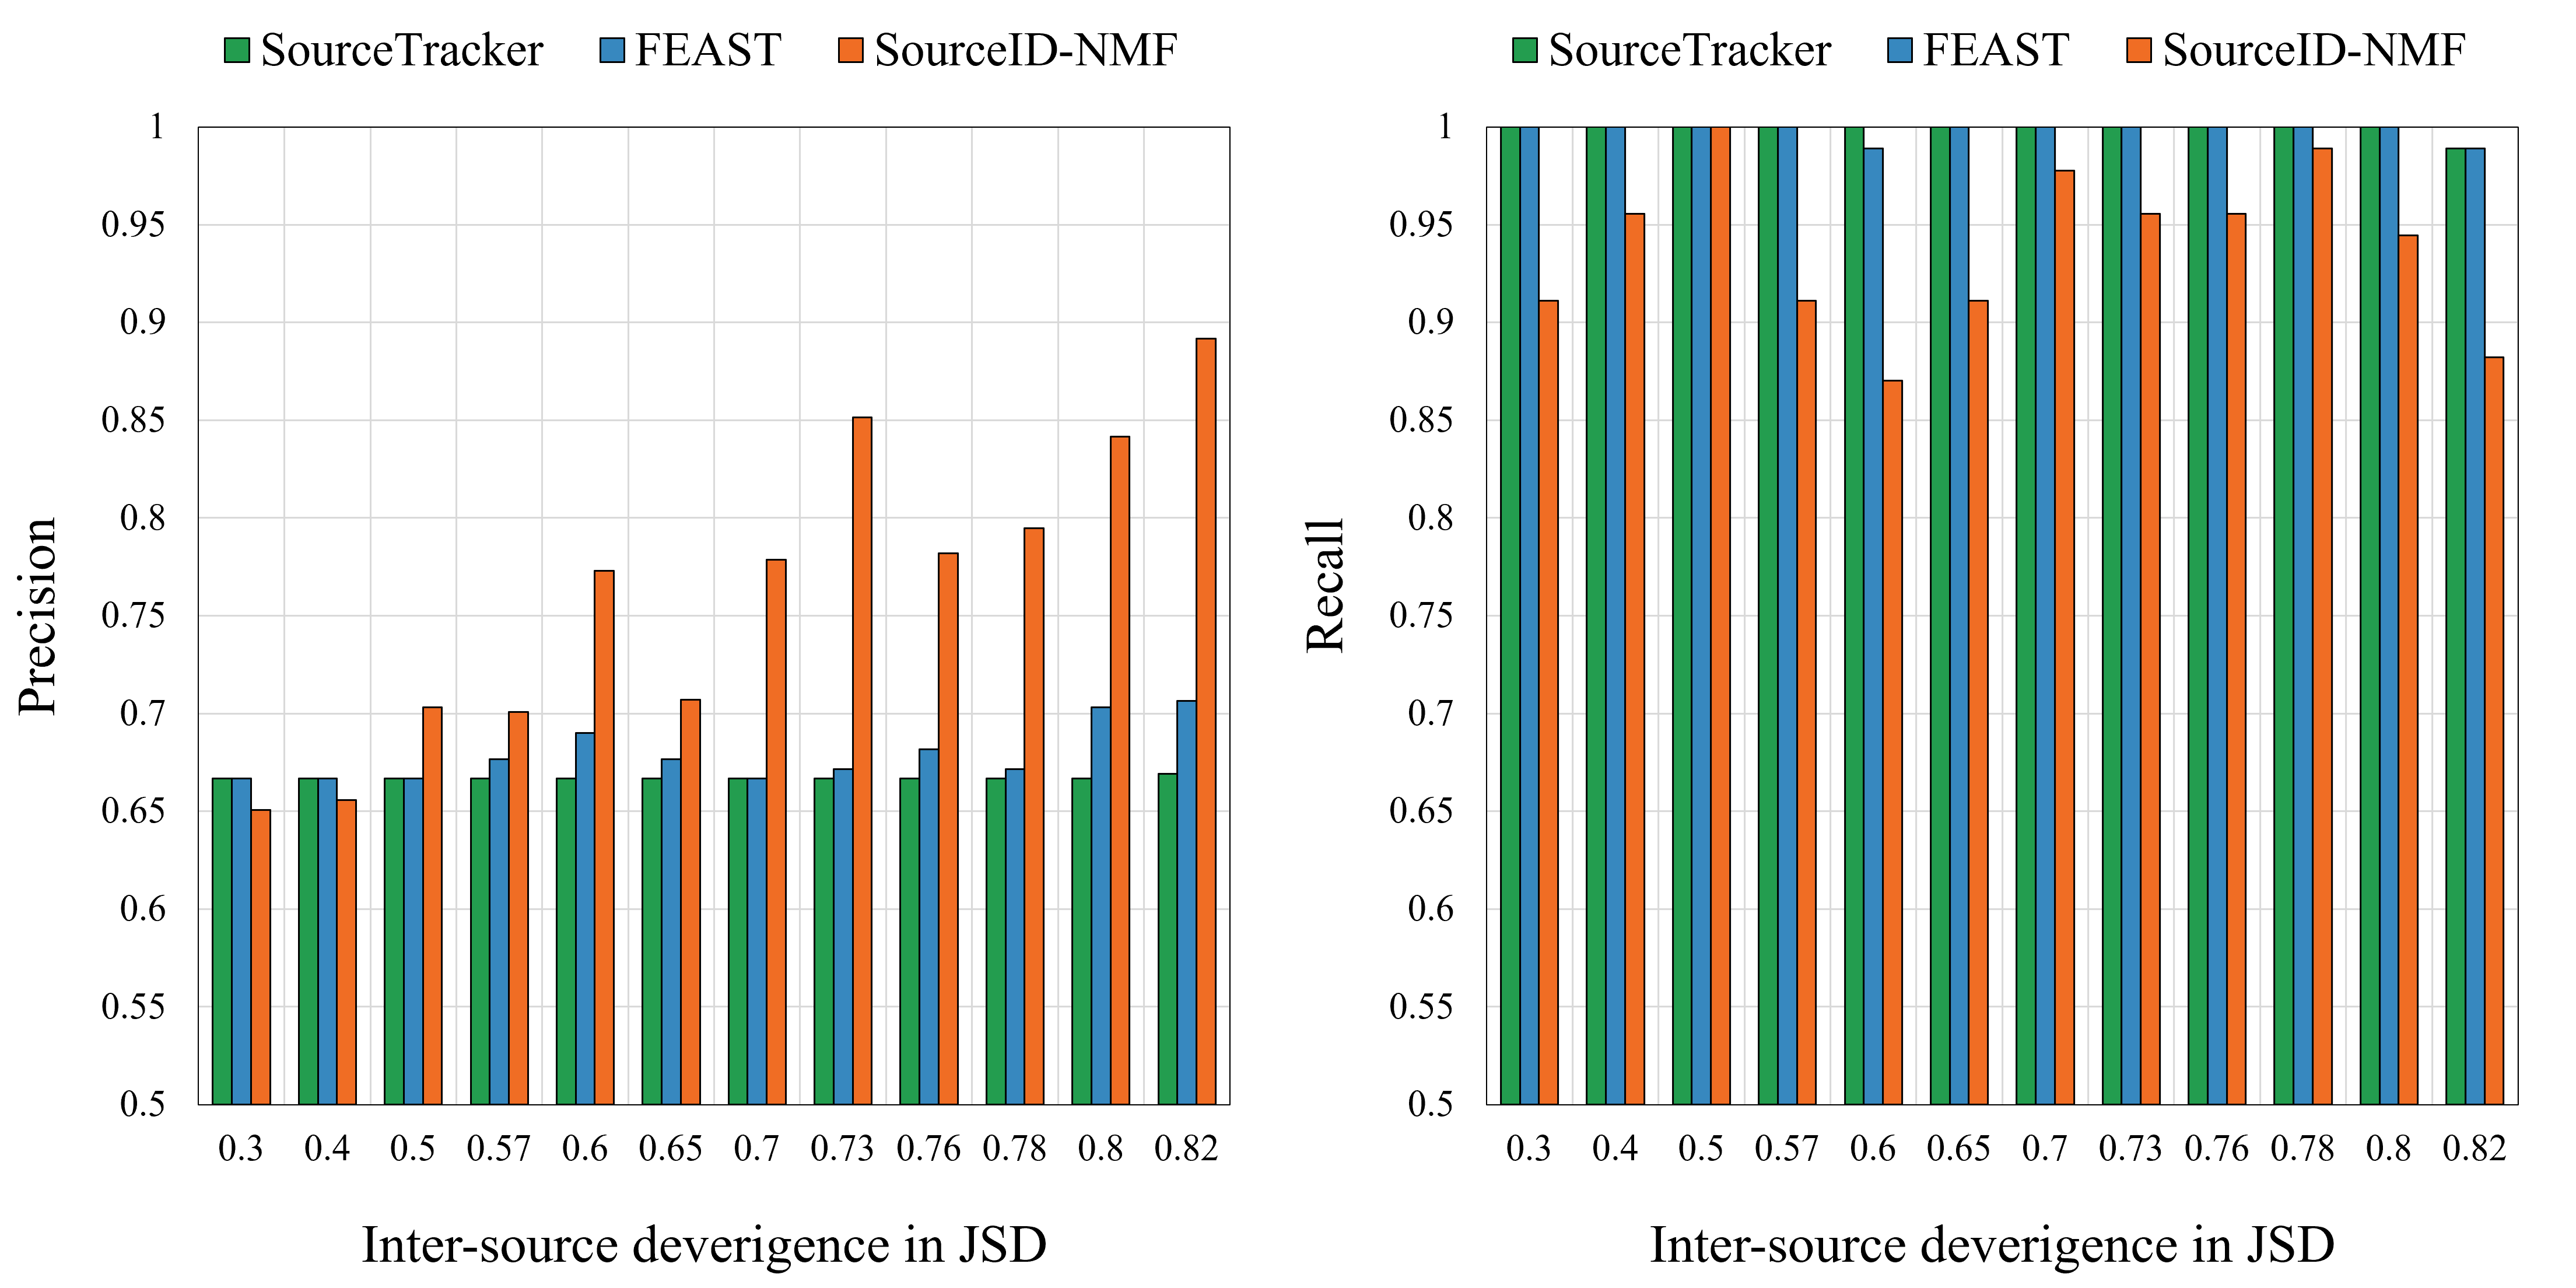 SourceTracker FEAST SourceID-NMF
Precision
1
0.95
0.9
0.85
0.8
0.75
0.7
0.65
0.6
0.55
0.5
0.3 0.4 0.5 0.57 0.6 0.65 0.7 0.73 0.76 0.78 0.8 0.82
Inter-source deverigence in JSD
SourceTracker FEAST SourceID-NMF
Recall
1
0.95
0.9
0.85
0.8
0.75
0.7
0.65
0.6
0.55
0.5
0.3 0.4 0.5 0.57 0.6 0.65 0.7 0.73 0.76 0.78 0.8 0.82
Inter-source deverigence in JSD